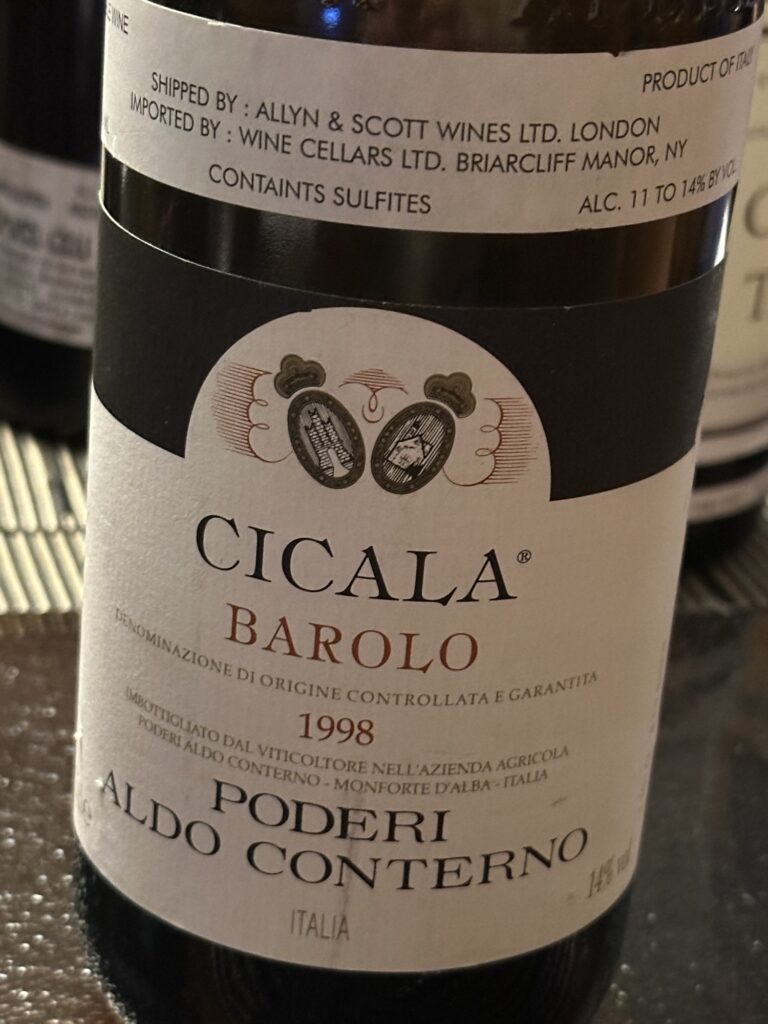 E WINE
PRODUCT OF ITALY
SHIPPED BY : ALLYN & SCOTT WINES LTD. LONDON
IMPORTED BY : WINE CELLARS LTD. BRIARCLIFF MANOR, NY
CONTAINTS SULFITES
ALC. 11 TO 14% BY VOL.
CICALA®
BAROLO
DENOMINAZIONE DI ORIGINE CONTROLLATA E GARANTITA
1998
IMBOTTIGLIATO DAL VITICOLTORE NELL'AZIENDA AGRICOLA
PODERI ALDO CONTERNO - MONFORTE D'ALBA - ITALIA
PODERI
ALDO CONTERNO
14% vol
ITALIA